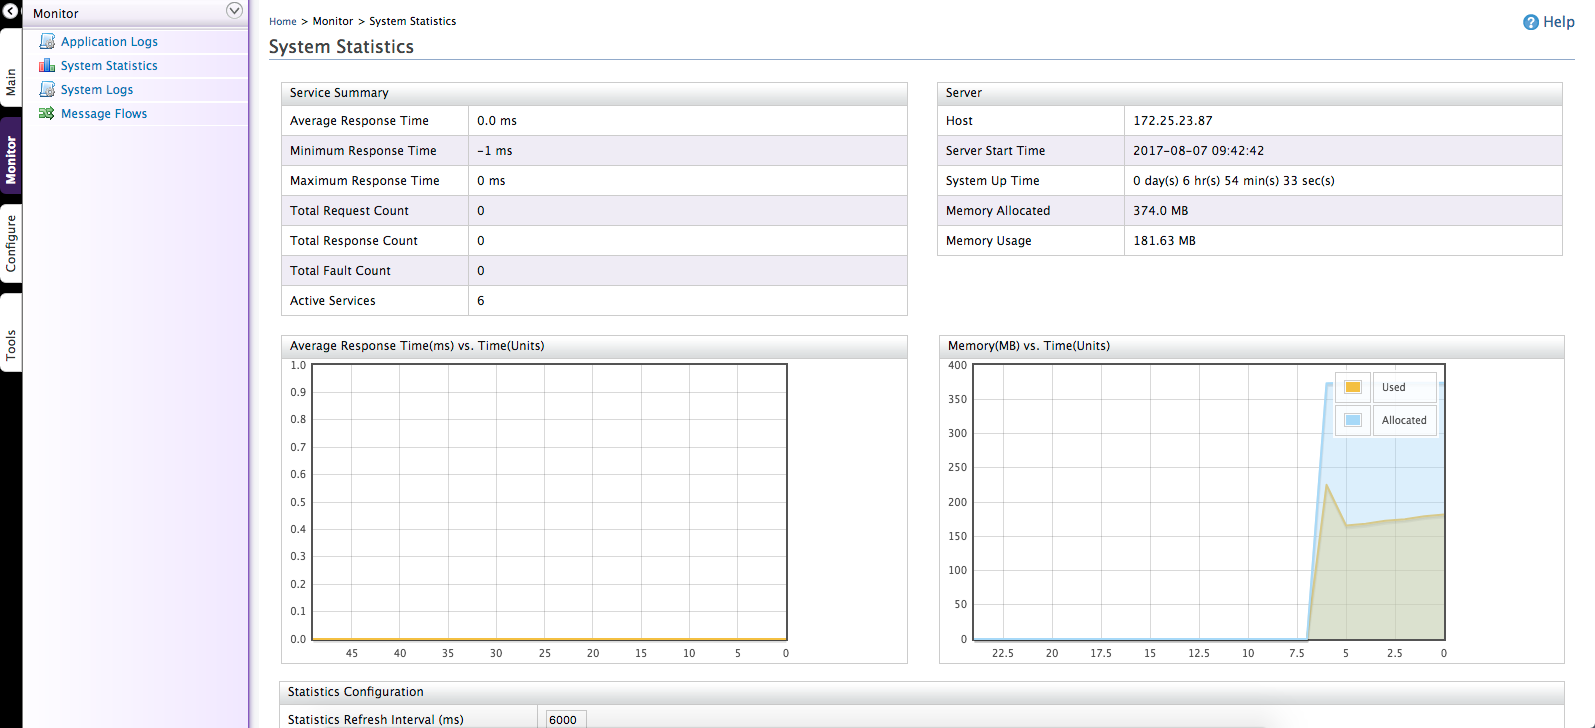 Monitor
Application Logs
System Statistics
System Logs
Message Flows
Main
Monitor
Configure
Tools
Home > Monitor > System Statistics
Help
System Statistics
Service Summary
Average Response Time 0.0 ms
Minimum Response Time -1 ms
Maximum Response Time 0 ms
Total Request Count 0
Total Response Count 0
Total Fault Count 0
Active Services 6
Server
Host 172.25.23.87
Server Start Time 2017-08-07 09:42:42
System Up Time 0 day(s) 6 hr(s) 54 min(s) 33 sec(s)
Memory Allocated 374.0 MB
Memory Usage 181.63 MB
Average Response Time(ms) vs. Time(Units)
1.0
0.9
0.8
0.7
0.6
0.5
0.4
0.3
0.2
0.1
0.0
45 40 35 30 25 20 15 10 5 0
Memory(MB) vs. Time(Units)
400
350
300
250
200
150
100
50
0
Used
Allocated
22.5 20 17.5 15 12.5 10 7.5 5 2.5 0
Statistics Configuration
Statistics Refresh Interval (ms) 6000